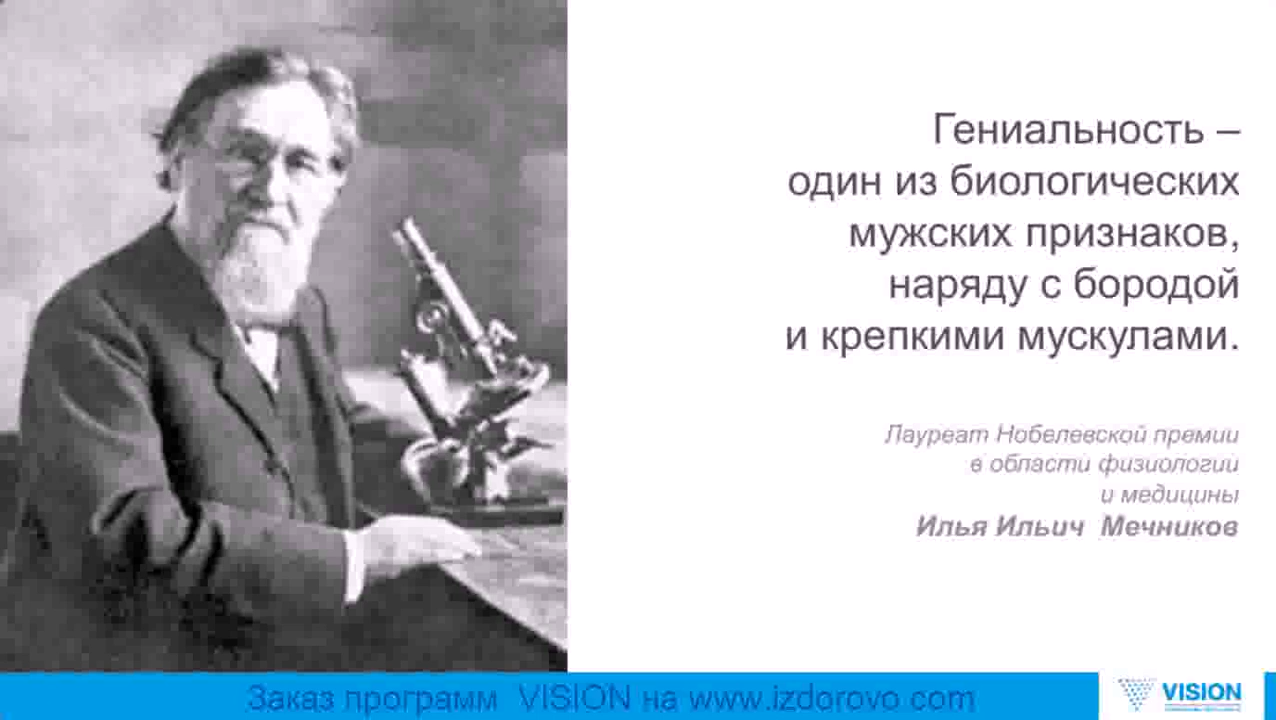 Гениальность –
один из биологических
мужских признаков,
наряду с бородой
и крепкими мускулами.
Лауреат Нобелевской премии
в области физиологии
и медицины
Илья Ильич Мечников
Заказ программ VISION на www.izdorovo.com
VISION